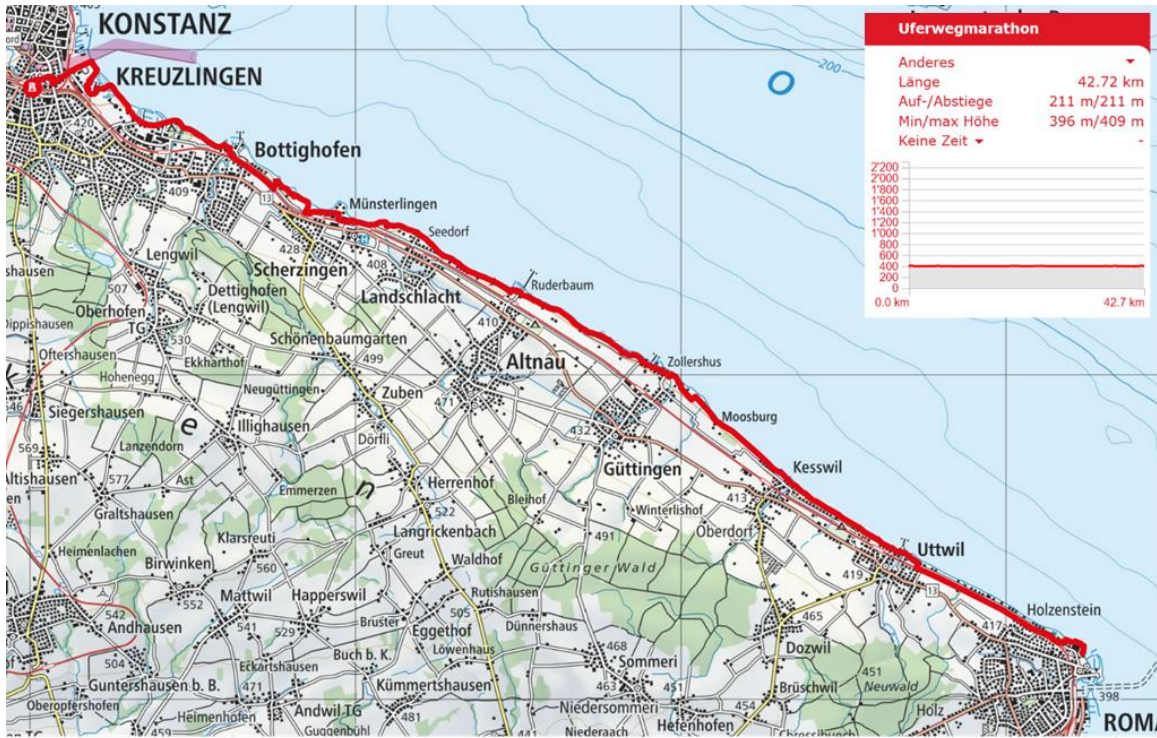 KONSTANZ
KREUZLINGEN
B
420
Bottighofen
409
13
Münsterlingen
Seedorf
428
408
Scherzingen
Landschlacht
Lengwil
507
Dettighofen
(Lengwil)
Oberhofen
TG
530
Ruderbaum
410
Schönenbaumgarten
499
Altnau
Zollershus
Ekkharthof
Oftershausen
Hohenegg
Neugüttingen
Zuben
471
Moosburg
546
Siegershausen
Illighausen
Dörfli
432
Güttingen
Kesswil
569
Lanzendorn
577
Ast
Emmerzen
Herrenhof
522
Bleihof
413
Winterlishof
Oberdorf
Graltshausen
Langrickenbach
491
Uttwil
Heimenlachen
Klarsreuti
560
Greut
Waldhof
Güttinger Wald
419
13
Birwinken
552
Mattwil
Happerswil
Rutishausen
Holzenstein
542
Andhausen
541
529
Bruster
505
Eggethof
Dünnershaus
465
417
504
Eckartshausen
Buch b. K.
Löwenhaus
468
Sommeri
Dozwil
451
Neuwald
Guntershausen b. B.
471
Kümmertshausen
463
451
Brüschwil
398
Oberopfershofen
Heimenhofen
Andwil TG
481
Niedersommeri
454
Holz
459
Guggenbühl
Niederaach
Hefenhofen
200
Uferwegmarathon
Anderes
Länge 42.72 km
Auf-/Abstiege 211 m/211 m
Min/max Höhe 396 m/409 m
Keine Zeit -
2'200
2'000
1'800
1'600
1'400
1'200
1'000
800
600
400
200
0
0.0 km 42.7 km